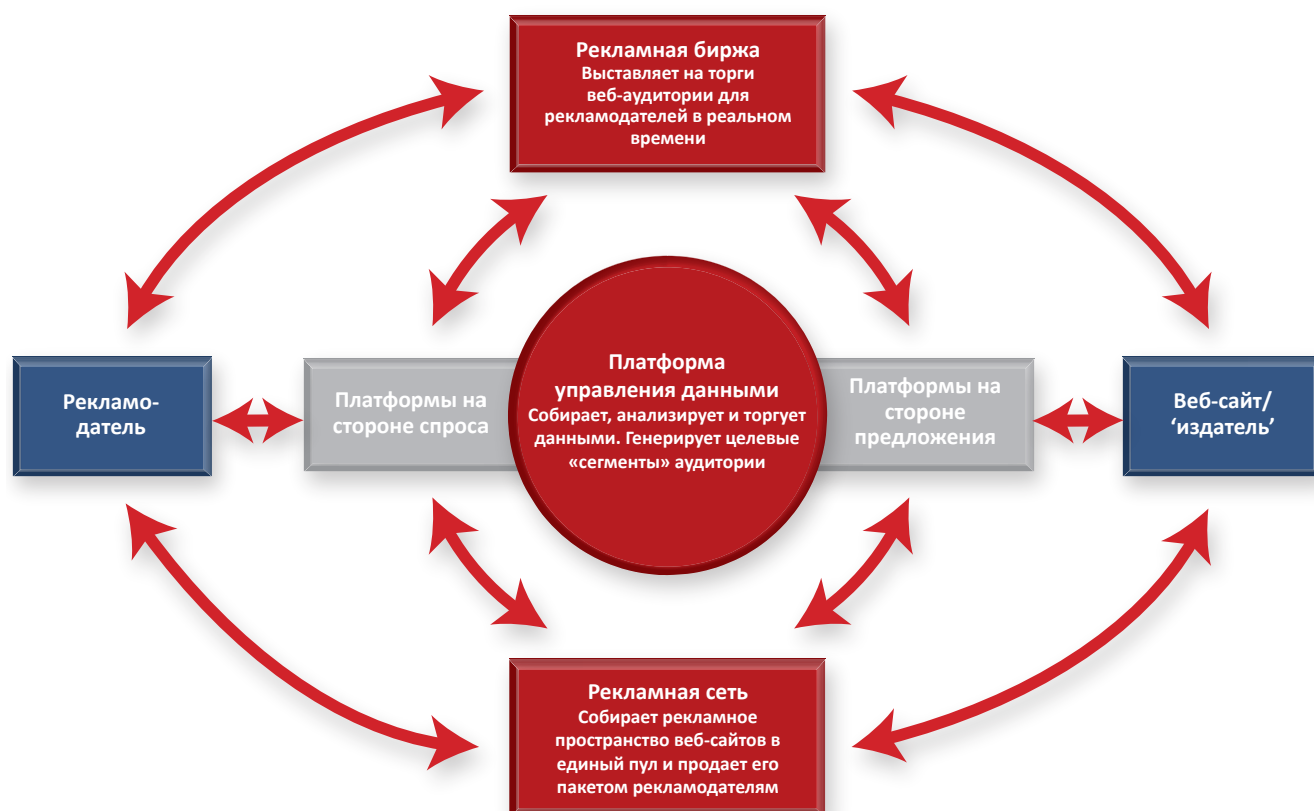 Рекламная биржа
Выставляет на торги
веб-аудитории для
рекламодателей в реальном
времени
Рекламо-
датель
Платформы на
стороне спроса
Платформа
управления данными
Собирает, анализирует и торгует
данными. Генерирует целевые
«сегменты» аудитории
Платформы на
стороне
предложения
Веб-сайт/
‘издатель’
Рекламная сеть
Собирает рекламное
пространство веб-сайтов в
единый пул и продает его
пакетом рекламодателям